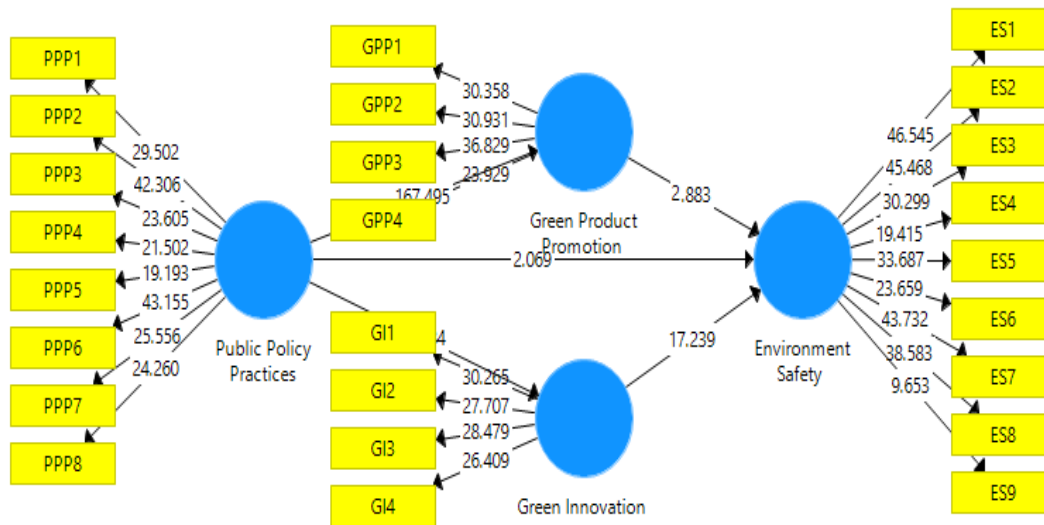 PPP1
PPP2
PPP3
PPP4
PPP5
PPP6
PPP7
PPP8
29.502
42.306
23.605
21.502
19.193
43.155
25.556
24.260
Public Policy
Practices
GPP1
GPP2
GPP3
GPP4
30.358
30.931
36.829
23.929
167.495
Green Product
Promotion
2.883
2.069
GI1
GI2
GI3
GI4
30.265
27.707
28.479
26.409
Green Innovation
17.239
Environment
Safety
46.545
45.468
30.299
19.415
33.687
23.659
43.732
38.583
9.653
ES1
ES2
ES3
ES4
ES5
ES6
ES7
ES8
ES9